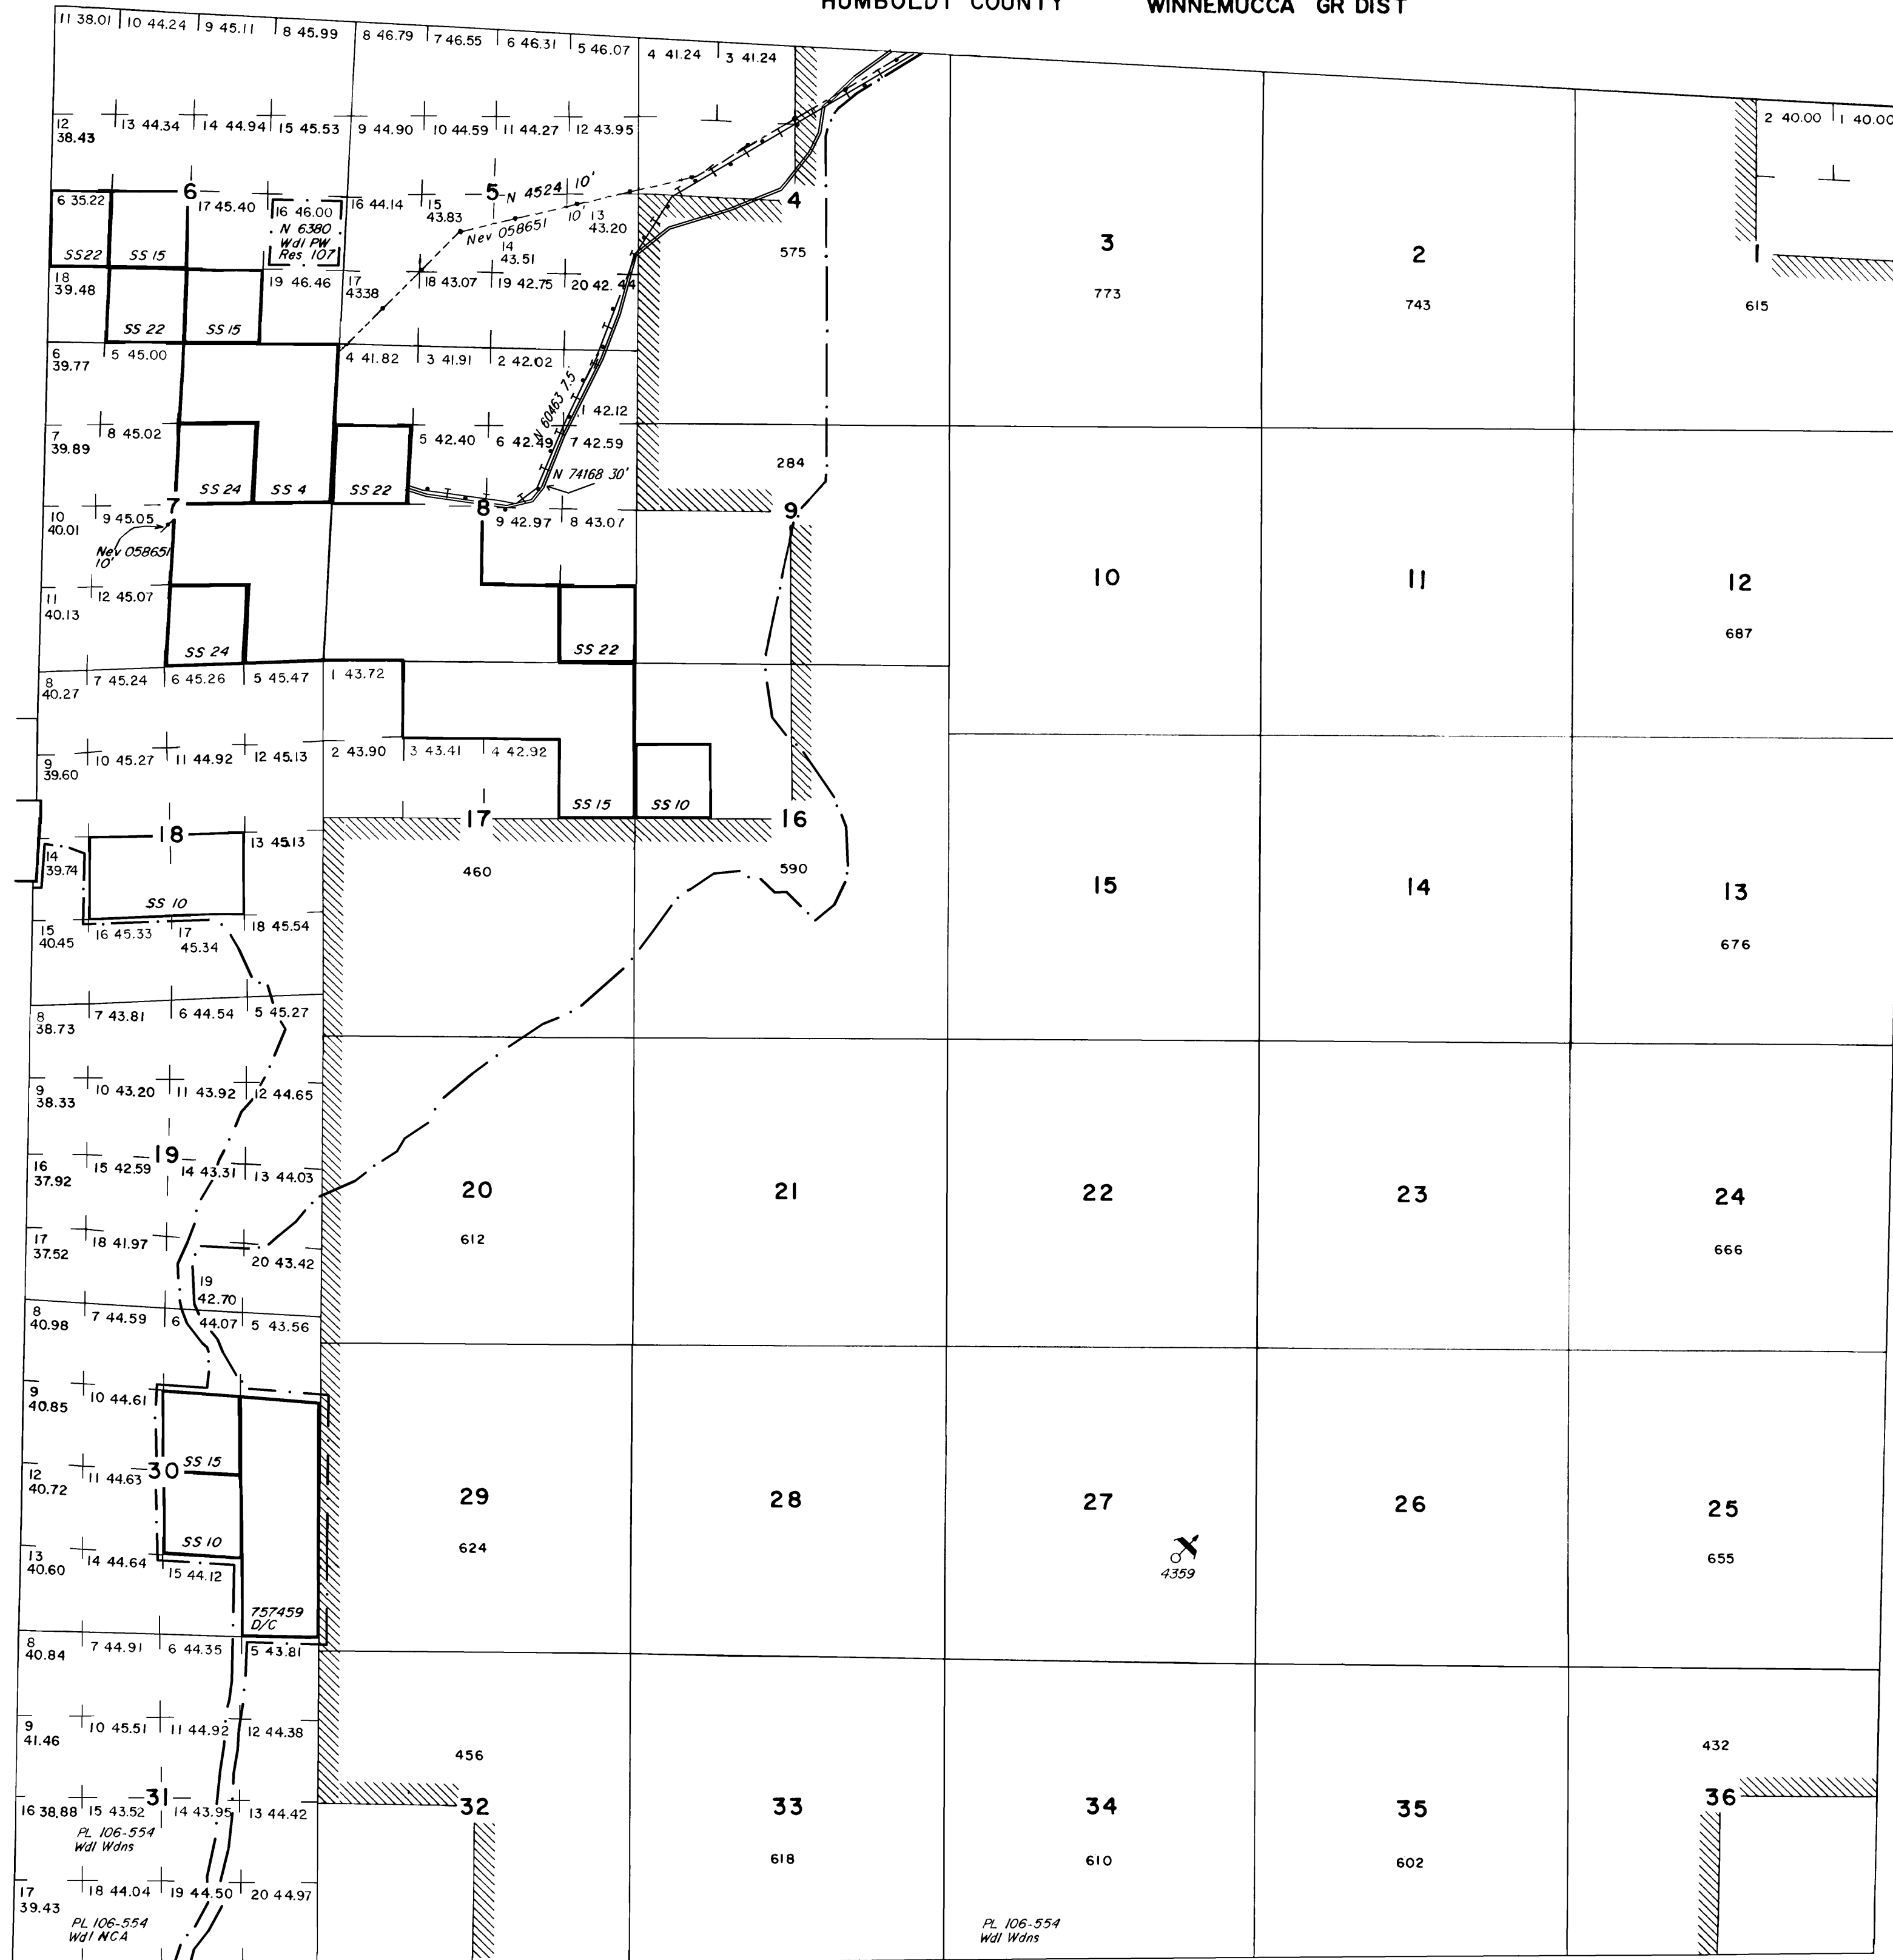 HUMBOLDT COUNTY WINNEMUCCA GR DIST
11 38.01 10 44.24 9 45.11 8 45.99 8 46.79 7 46.55 6 46.31 5 46.07 4 41.24 3 41.24
2 40.00 1 40.00
12 13 44.34 14 44.94 15 45.53 9 44.90 10 44.59 11 44.27 12 43.95
38.43
6 5 N 4524 10'
6 35.22 17 45.40 16 46.00 16 44.14 15 4
N 6380 43.83 10' 13
Wdl PW 43.20
Res 107 Nev 058651
14
43.51
575
3 2 1
773 743 615
SS22 SS 15
18 19 46.46 17 18 43.07 19 42.75 20 42.44
39.48 43.38
SS 22 SS 15
6 5 45.00 4 41.82 3 41.91 2 42.02
39.77
N 60463 7.5'
1 42.12
7 8 45.02 5 42.40 6 42.49 7 42.59
39.89
284
N 74168 30'
SS 24 SS 4 SS 22
7 8 9
10 9 45.05 9 42.97 8 43.07
40.01
Nev 058651
10'
10 11 12
11 12 45.07
40.13
687
SS 24 SS 22
8 7 45.24 6 45.26 5 45.47 1 43.72
40.27
9 10 45.27 11 44.92 12 45.13 2 43.90 3 43.41 4 42.92
39.60
SS 15 SS 10
18 17 16
13 45.13
14
39.74
460 590
15 14 13
SS 10
15 16 45.33 17 18 45.54
40.45 45.34
676
8 7 43.81 6 44.54 5 45.27
38.73
9 10 43.20 11 43.92 12 44.65
38.33
19
16 15 42.59 14 43.31 13 44.03
37.92
20 21 22 23 24
17 18 41.97 20 43.42
37.52
612 666
19
42.70
8 7 44.59 6 44.07 5 43.56
40.98
9 10 44.61
40.85
SS 15
30
12 11 44.63
40.72
29 28 27 26 25
SS 10
13 14 44.64 15 44.12
40.60
624 4359 655
757459
D/C
8 7 44.91 6 44.35 5 43.81
40.84
9 10 45.51 11 44.92 12 44.38
41.46
456 432
31 32 33 34 35 36
16 38.88 15 43.52 14 43.95 13 44.42
PL 106-554
Wdl Wdns
618 610 602
17 18 44.04 19 44.50 20 44.97
39.43
PL 106-554
Wdl NCA
PL 106-554
Wdl Wdns